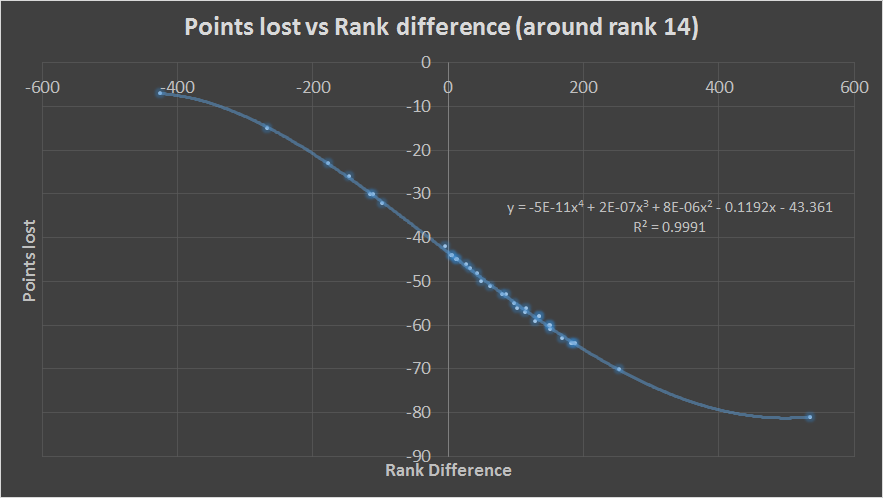 Points lost vs Rank difference (around rank 14)
0
-600 -400 -200 0 200 400 600
-10
-20
-30
y = -5E-11x⁴ + 2E-07x³ + 8E-06x² - 0.1192x - 43.361
R² = 0.9991
-40
Points lost
-50
-60
-70
-80
-90
Rank Difference